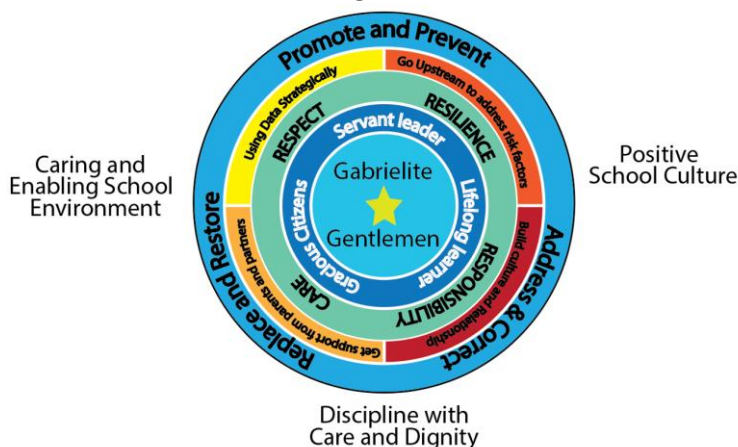 Promote and Prevent
Using Data Strategically
Go Upstream to address risk factors
RESPECT
RESILIENCE
Servant leader
Caring and
Enabling School
Environment
Gabrielite
Gentlemen
Positive
School Culture
Gracious Citizens
Lifelong learner
CARE
RESPONSIBILITY
Get support from parents and partners
Build culture and Relationship
Replace and Restore
Address & Correct
Discipline with
Care and Dignity